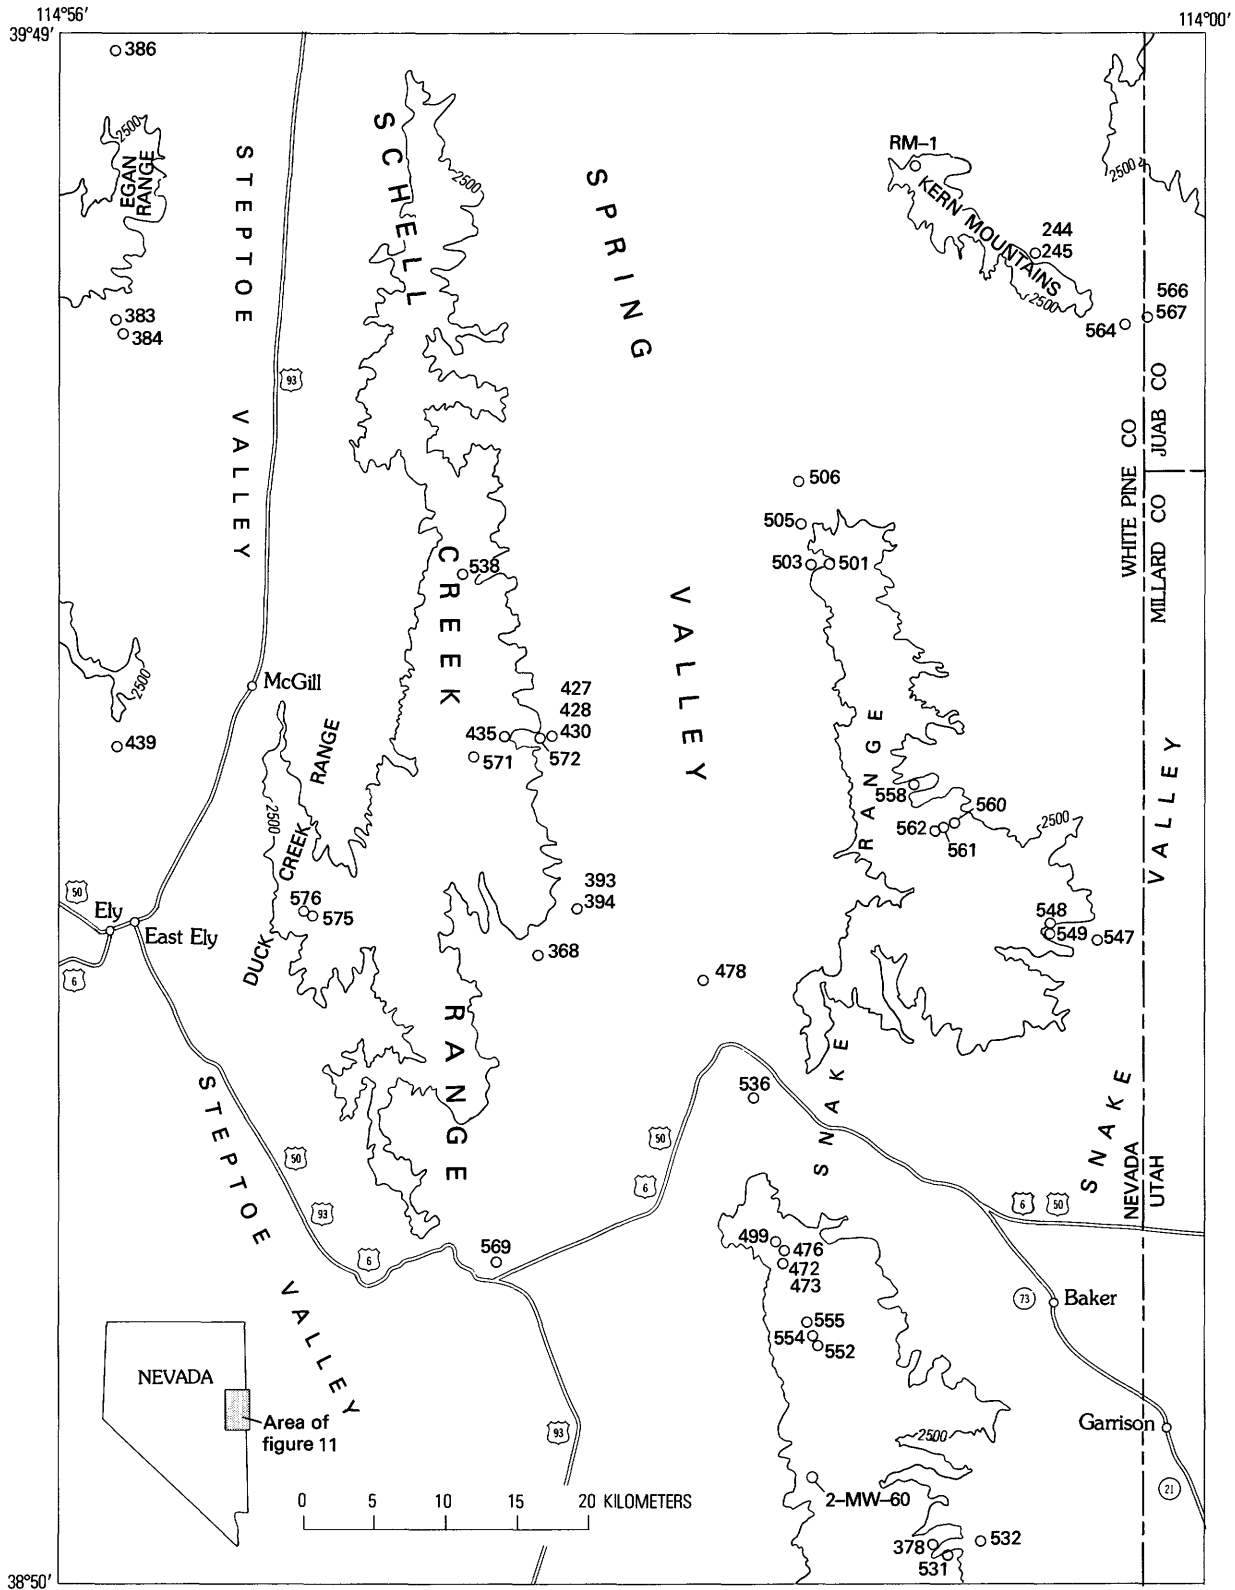 114°56′
114°00′
39°49′
386
2500
EGAN
RANGE
STEPTOE
VALLEY
SCHELL
CREEK
RANGE
2500
SPRING
VALLEY
RM–1
KERN MOUNTAINS
2500
244
245
2500
566
567
564
383
384
93
WHITE PINE CO
JUAB CO
MILLARD CO
506
505
503
501
538
2500
McGill
439
427
428
430
435
571
572
DUCK
CREEK
RANGE
2500
SNAKE
RANGE
558
560
562
561
2500
SNAKE
VALLEY
50
Ely
East Ely
6
576
575
393
394
368
478
548
549
547
536
STEPTOE
VALLEY
50
93
6
50
6
NEVADA
UTAH
6
50
569
499
476
472
473
555
554
552
73
Baker
NEVADA
Area of
figure 11
93
2500
Garrison
21
0
5
10
15
20 KILOMETERS
2–MW–60
378
531
532
38°50′